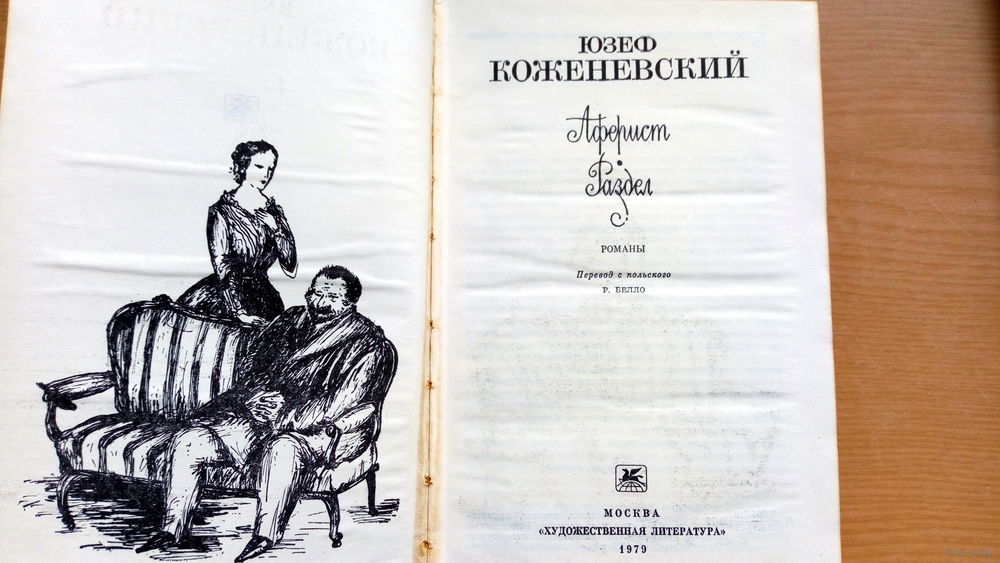 ЮЗЕФ
КОЖЕНЕВСКИЙ
Аферист
Раздел
РОМАНЫ
Перевод с польского
Р. БЕЛЛО
МОСКВА
«ХУДОЖЕСТВЕННАЯ ЛИТЕРАТУРА»
1979